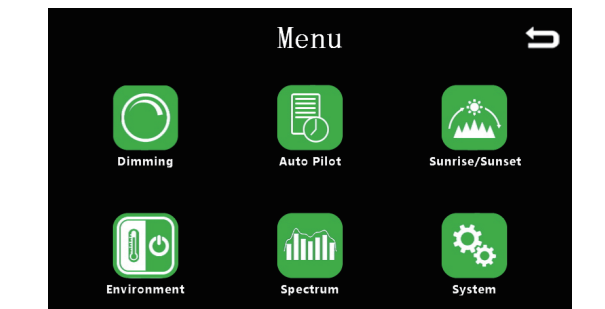 Menu
Dimming
Auto Pilot
Sunrise/Sunset
Environment
Spectrum
System